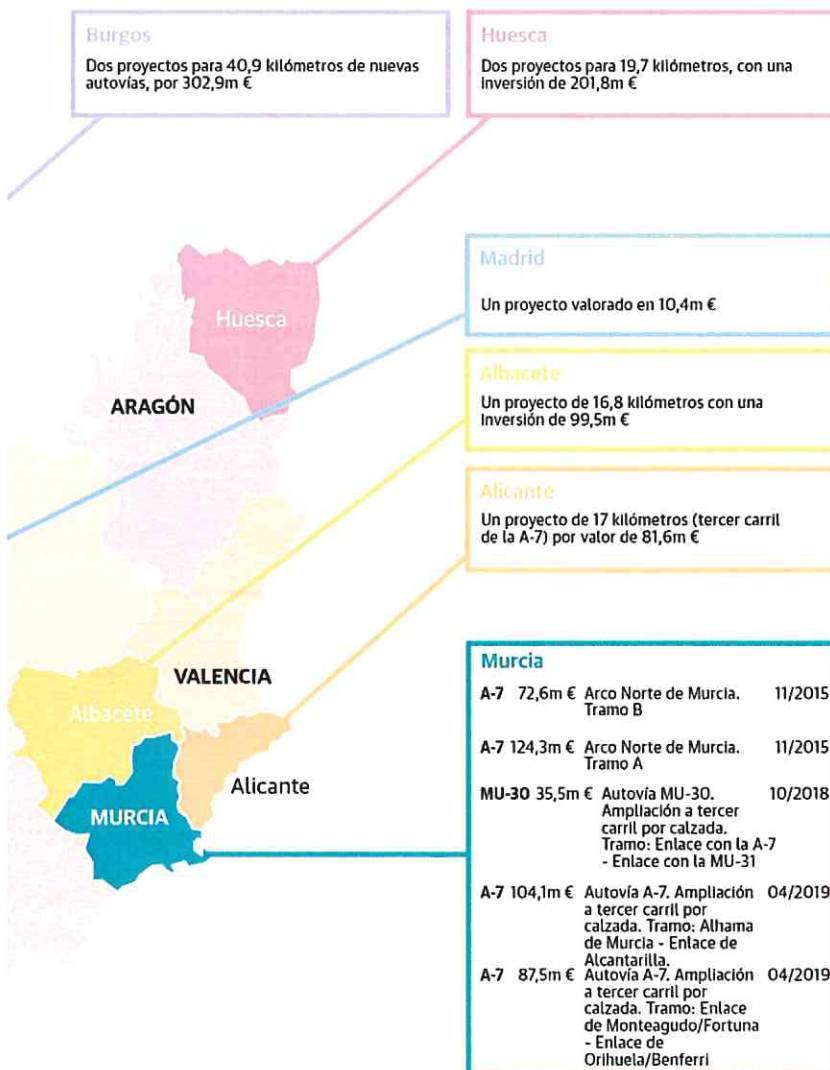 Burgos
Dos proyectos para 40,9 kilómetros de nuevas
autovías, por 302,9m €
Huesca
Dos proyectos para 19,7 kilómetros, con una
inversión de 201,8m €
Madrid
Un proyecto valorado en 10,4m €
Albacete
Un proyecto de 16,8 kilómetros con una
inversión de 99,5m €
Alicante
Un proyecto de 17 kilómetros (tercer carril
de la A-7) por valor de 81,6m €
Huesca
ARAGÓN
VALENCIA
Albacete
Alicante
MURCIA
Murcia
A-7 72,6m € Arco Norte de Murcia. 11/2015
Tramo B
A-7 124,3m € Arco Norte de Murcia. 11/2015
Tramo A
MU-30 35,5m € Autovía MU-30. 10/2018
Ampliación a tercer
carril por calzada.
Tramo: Enlace con la A-7
- Enlace con la MU-31
A-7 104,1m € Autovía A-7. Ampliación 04/2019
a tercer carril por
calzada. Tramo: Alhama
de Murcia - Enlace de
Alcantarilla.
A-7 87,5m € Autovía A-7. Ampliación 04/2019
a tercer carril por
calzada. Tramo: Enlace
de Monteagudo/Fortuna
- Enlace de
Orihuela/Benferri